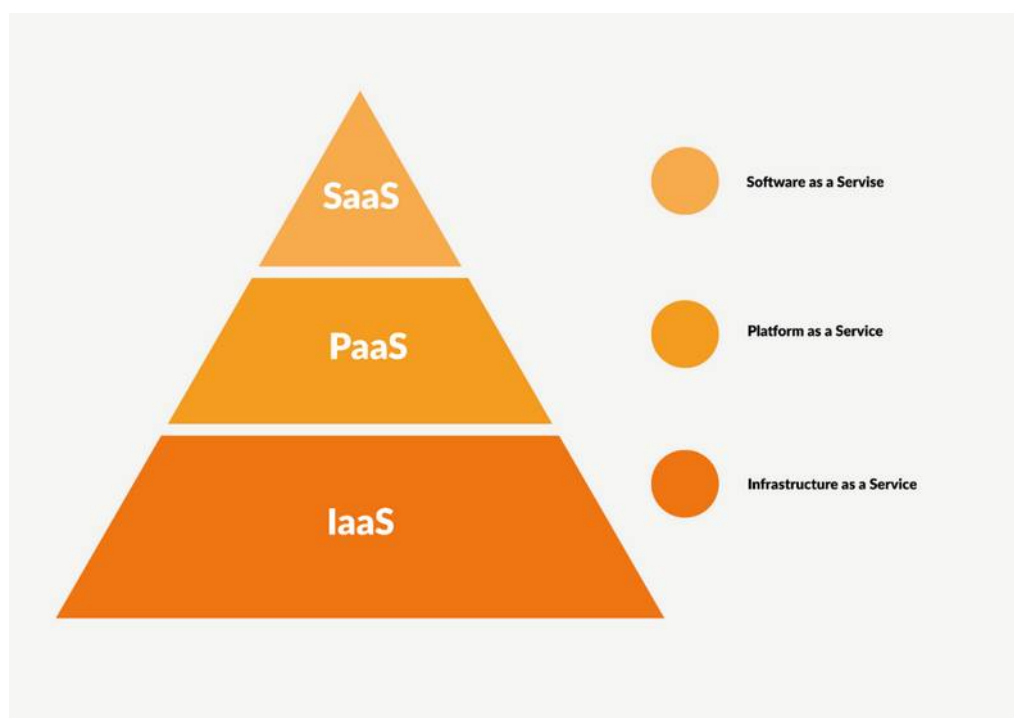 SaaS
Software as a Servise
PaaS
Platform as a Service
IaaS
Infrastructure as a Service